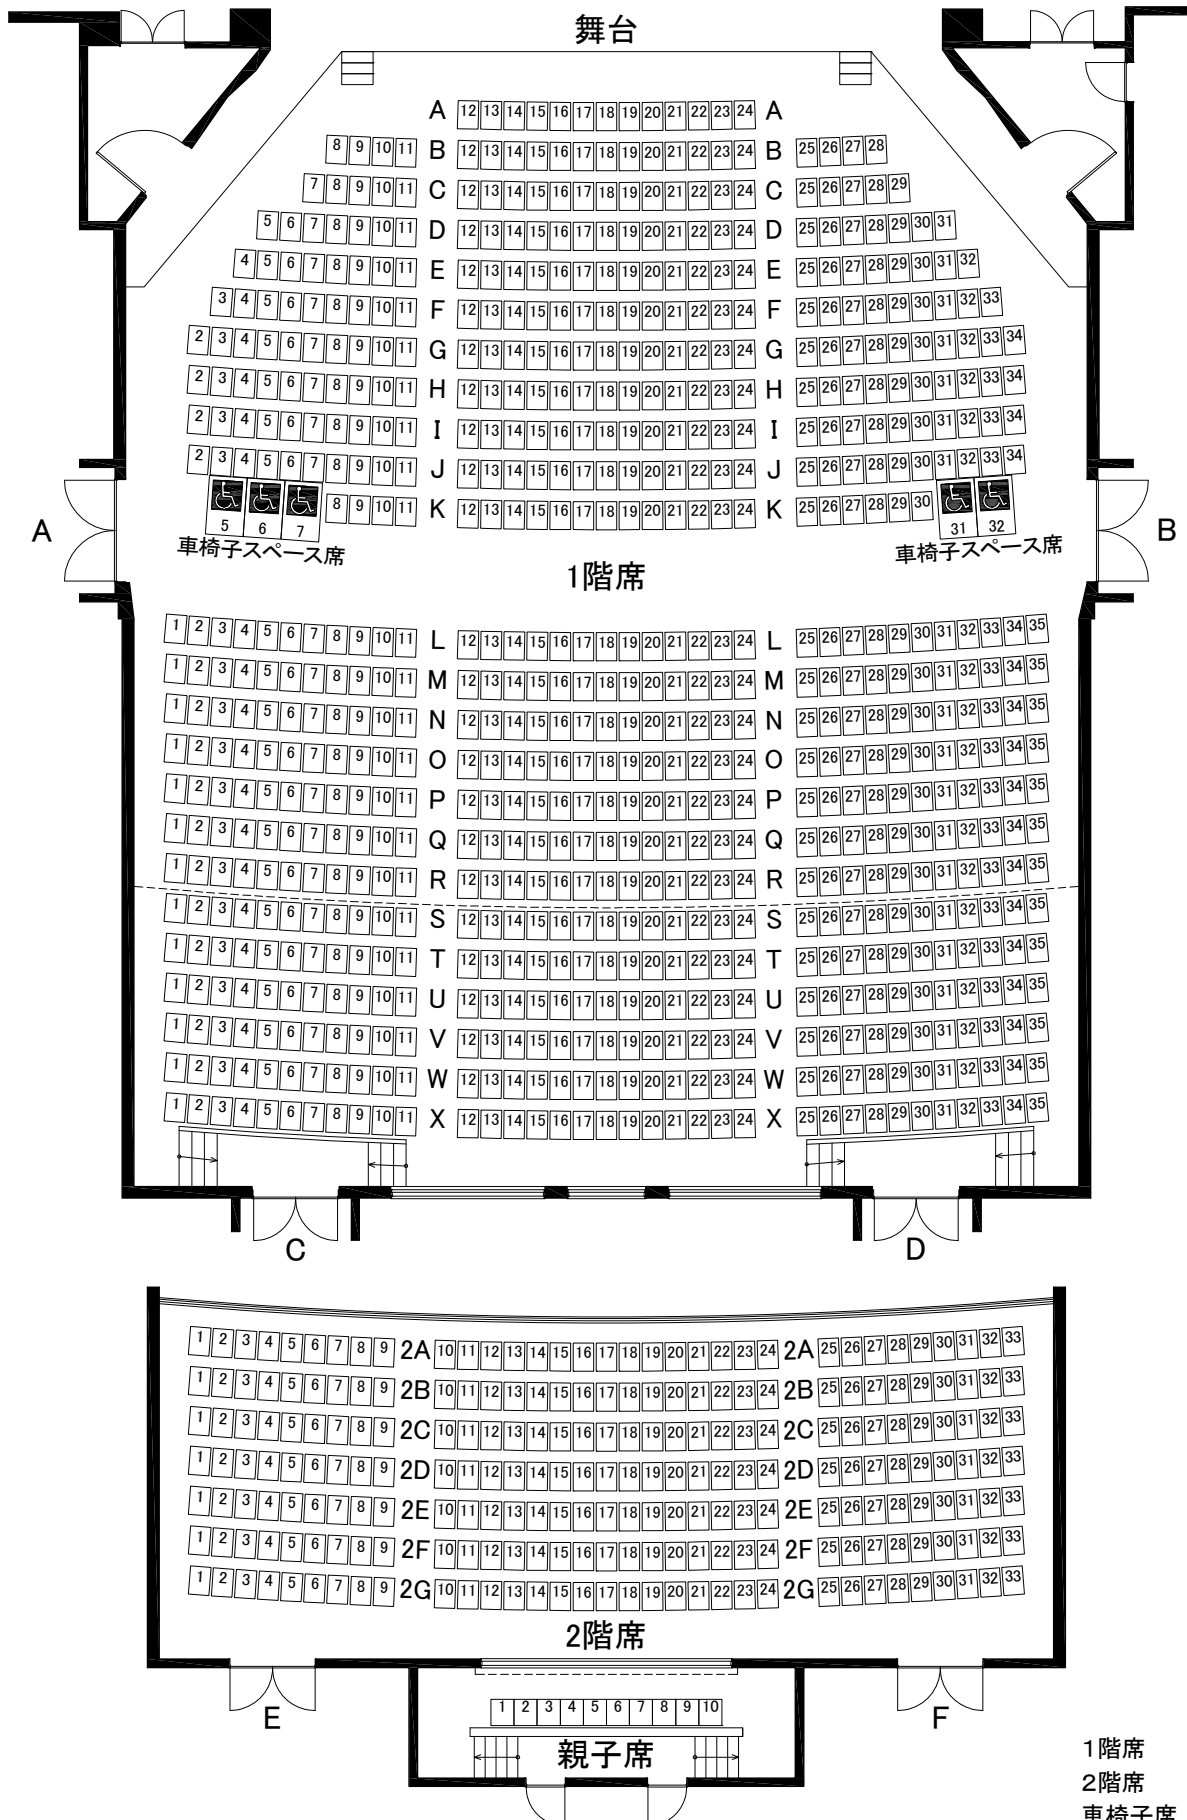 舞台
A 12 13 14 15 16 17 18 19 20 21 22 23 24 A
8 9 10 11 B 12 13 14 15 16 17 18 19 20 21 22 23 24 B 25 26 27 28
7 8 9 10 11 C 12 13 14 15 16 17 18 19 20 21 22 23 24 C 25 26 27 28 29
5 6 7 8 9 10 11 D 12 13 14 15 16 17 18 19 20 21 22 23 24 D 25 26 27 28 29 30 31
4 5 6 7 8 9 10 11 E 12 13 14 15 16 17 18 19 20 21 22 23 24 E 25 26 27 28 29 30 31 32
3 4 5 6 7 8 9 10 11 F 12 13 14 15 16 17 18 19 20 21 22 23 24 F 25 26 27 28 29 30 31 32 33
2 3 4 5 6 7 8 9 10 11 G 12 13 14 15 16 17 18 19 20 21 22 23 24 G 25 26 27 28 29 30 31 32 33 34
2 3 4 5 6 7 8 9 10 11 H 12 13 14 15 16 17 18 19 20 21 22 23 24 H 25 26 27 28 29 30 31 32 33 34
2 3 4 5 6 7 8 9 10 11 I 12 13 14 15 16 17 18 19 20 21 22 23 24 I 25 26 27 28 29 30 31 32 33 34
2 3 4 5 6 7 8 9 10 11 J 12 13 14 15 16 17 18 19 20 21 22 23 24 J 25 26 27 28 29 30 31 32 33 34
5 6 7 8 9 10 11 K 12 13 14 15 16 17 18 19 20 21 22 23 24 K 25 26 27 28 29 30 31 32
A B
車椅子スペース席 車椅子スペース席
1階席
1 2 3 4 5 6 7 8 9 10 11 L 12 13 14 15 16 17 18 19 20 21 22 23 24 L 25 26 27 28 29 30 31 32 33 34 35
1 2 3 4 5 6 7 8 9 10 11 M 12 13 14 15 16 17 18 19 20 21 22 23 24 M 25 26 27 28 29 30 31 32 33 34 35
1 2 3 4 5 6 7 8 9 10 11 N 12 13 14 15 16 17 18 19 20 21 22 23 24 N 25 26 27 28 29 30 31 32 33 34 35
1 2 3 4 5 6 7 8 9 10 11 O 12 13 14 15 16 17 18 19 20 21 22 23 24 O 25 26 27 28 29 30 31 32 33 34 35
1 2 3 4 5 6 7 8 9 10 11 P 12 13 14 15 16 17 18 19 20 21 22 23 24 P 25 26 27 28 29 30 31 32 33 34 35
1 2 3 4 5 6 7 8 9 10 11 Q 12 13 14 15 16 17 18 19 20 21 22 23 24 Q 25 26 27 28 29 30 31 32 33 34 35
1 2 3 4 5 6 7 8 9 10 11 R 12 13 14 15 16 17 18 19 20 21 22 23 24 R 25 26 27 28 29 30 31 32 33 34 35
1 2 3 4 5 6 7 8 9 10 11 S 12 13 14 15 16 17 18 19 20 21 22 23 24 S 25 26 27 28 29 30 31 32 33 34 35
1 2 3 4 5 6 7 8 9 10 11 T 12 13 14 15 16 17 18 19 20 21 22 23 24 T 25 26 27 28 29 30 31 32 33 34 35
1 2 3 4 5 6 7 8 9 10 11 U 12 13 14 15 16 17 18 19 20 21 22 23 24 U 25 26 27 28 29 30 31 32 33 34 35
1 2 3 4 5 6 7 8 9 10 11 V 12 13 14 15 16 17 18 19 20 21 22 23 24 V 25 26 27 28 29 30 31 32 33 34 35
1 2 3 4 5 6 7 8 9 10 11 W 12 13 14 15 16 17 18 19 20 21 22 23 24 W 25 26 27 28 29 30 31 32 33 34 35
1 2 3 4 5 6 7 8 9 10 11 X 12 13 14 15 16 17 18 19 20 21 22 23 24 X 25 26 27 28 29 30 31 32 33 34 35
C D
1 2 3 4 5 6 7 8 9 2A 10 11 12 13 14 15 16 17 18 19 20 21 22 23 24 2A 25 26 27 28 29 30 31 32 33
1 2 3 4 5 6 7 8 9 2B 10 11 12 13 14 15 16 17 18 19 20 21 22 23 24 2B 25 26 27 28 29 30 31 32 33
1 2 3 4 5 6 7 8 9 2C 10 11 12 13 14 15 16 17 18 19 20 21 22 23 24 2C 25 26 27 28 29 30 31 32 33
1 2 3 4 5 6 7 8 9 2D 10 11 12 13 14 15 16 17 18 19 20 21 22 23 24 2D 25 26 27 28 29 30 31 32 33
1 2 3 4 5 6 7 8 9 2E 10 11 12 13 14 15 16 17 18 19 20 21 22 23 24 2E 25 26 27 28 29 30 31 32 33
1 2 3 4 5 6 7 8 9 2F 10 11 12 13 14 15 16 17 18 19 20 21 22 23 24 2F 25 26 27 28 29 30 31 32 33
1 2 3 4 5 6 7 8 9 2G 10 11 12 13 14 15 16 17 18 19 20 21 22 23 24 2G 25 26 27 28 29 30 31 32 33
2階席
E F
1 2 3 4 5 6 7 8 9 10
親子席
1階席
2階席
車椅子席